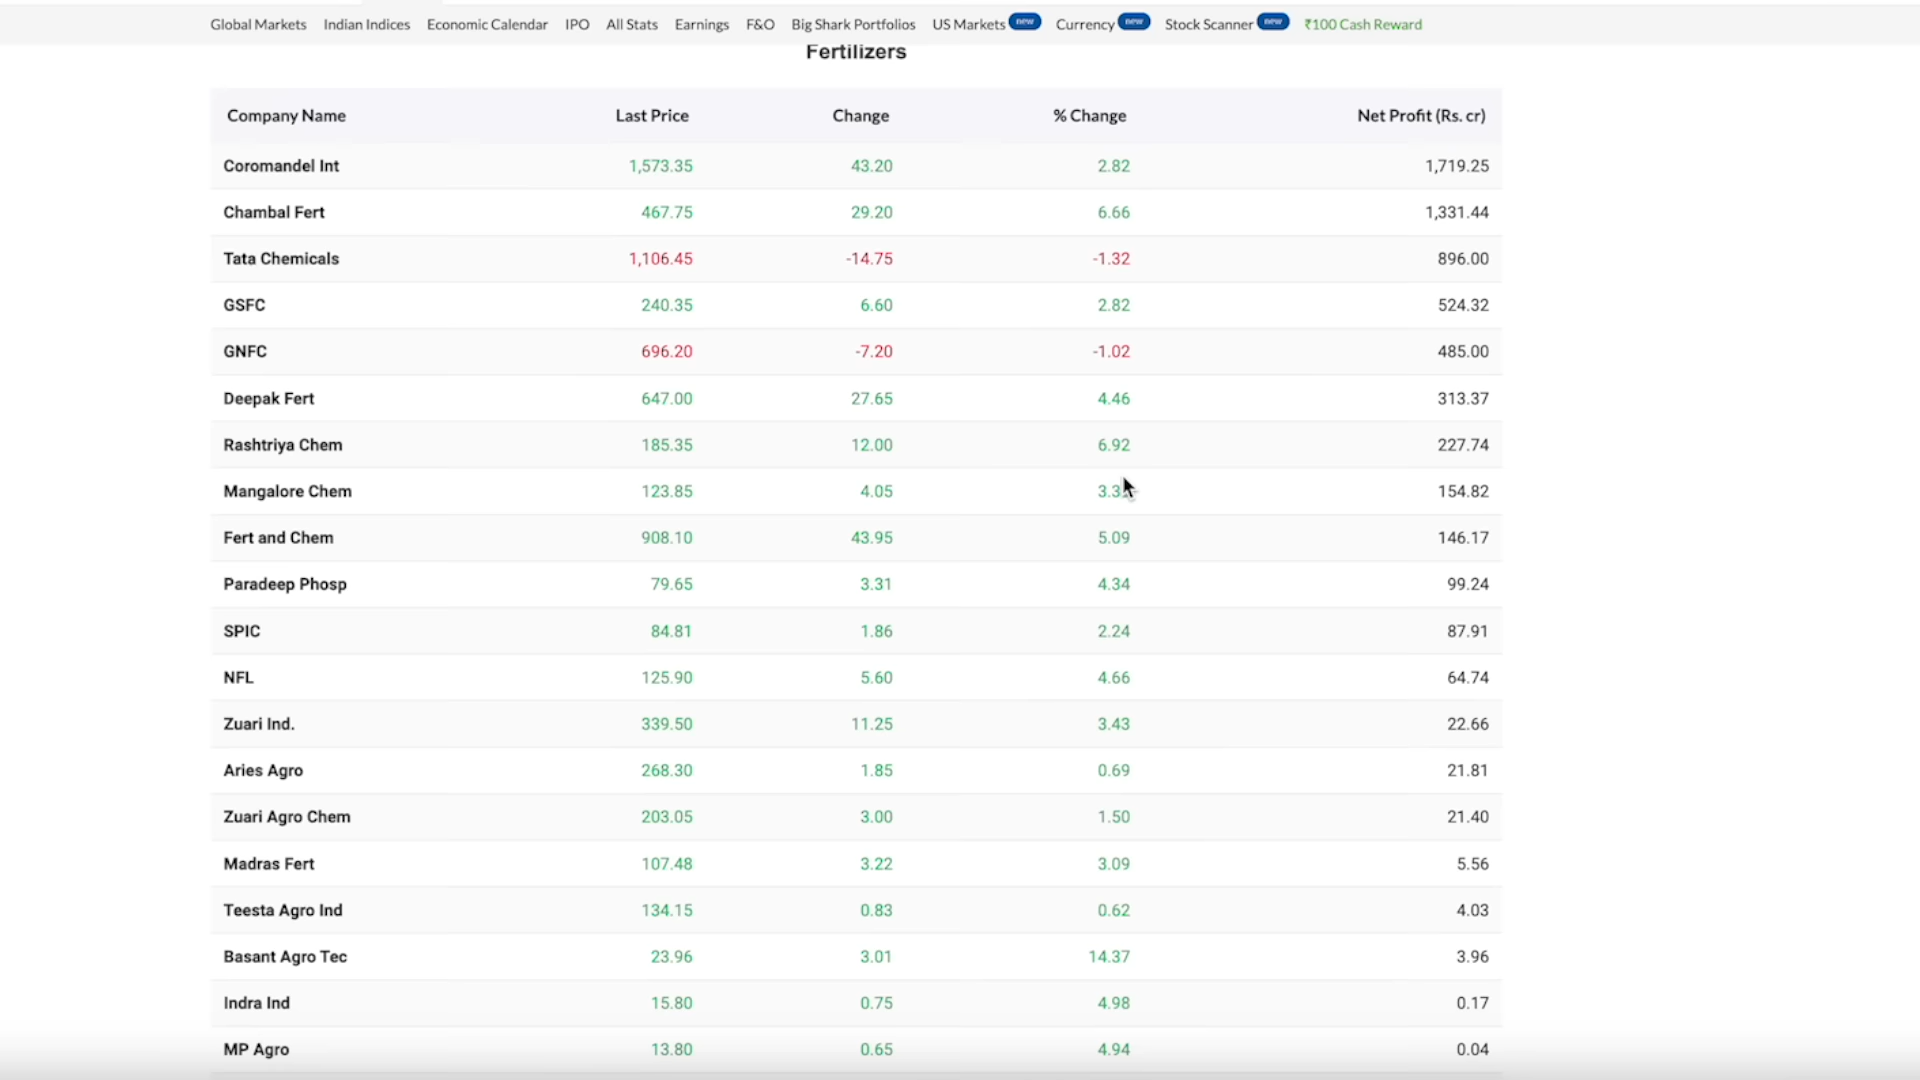 Global Markets Indian Indices Economic Calendar IPO All Stats Earnings F&O Big Shark Portfolios US Markets new Currency new Stock Scanner new ₹100 Cash Reward
Fertilizers
Company Name Last Price Change % Change Net Profit (Rs. cr)
Coromandel Int 1,573.35 43.20 2.82 1,719.25
Chambal Fert 467.75 29.20 6.66 1,331.44
Tata Chemicals 1,106.45 -14.75 -1.32 896.00
GSFC 240.35 6.60 2.82 524.32
GNFC 696.20 -7.20 -1.02 485.00
Deepak Fert 647.00 27.65 4.46 313.37
Rashtriya Chem 185.35 12.00 6.92 227.74
Mangalore Chem 123.85 4.05 154.82
Fert and Chem 908.10 43.95 5.09 146.17
Paradeep Phosp 79.65 3.31 4.34 99.24
SPIC 84.81 1.86 2.24 87.91
NFL 125.90 5.60 4.66 64.74
Zuari Ind. 339.50 11.25 3.43 22.66
Aries Agro 268.30 1.85 0.69 21.81
Zuari Agro Chem 203.05 3.00 1.50 21.40
Madras Fert 107.48 3.22 3.09 5.56
Teesta Agro Ind 134.15 0.83 0.62 4.03
Basant Agro Tec 23.96 3.01 14.37 3.96
Indra Ind 15.80 0.75 4.98 0.17
MP Agro 13.80 0.65 4.94 0.04